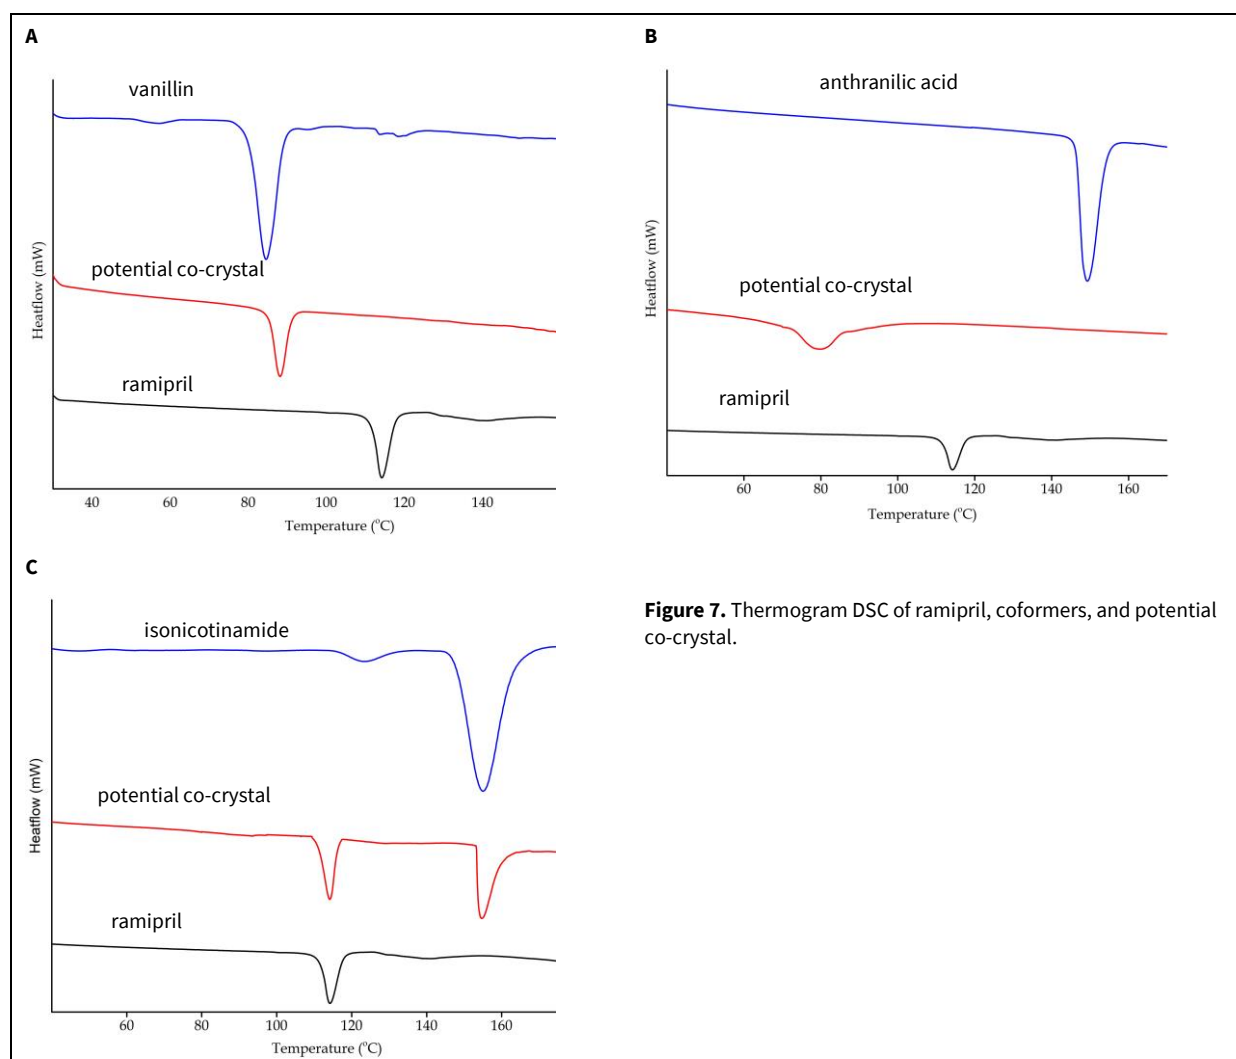 A
vanillin
potential co-crystal
ramipril
Heatflow (mW)
40 60 80 100 120 140
Temperature (°C)
B
anthranilic acid
potential co-crystal
ramipril
Heatflow (mW)
60 80 100 120 140 160
Temperature (°C)
C
isonicotinamide
potential co-crystal
ramipril
Heatflow (mW)
60 80 100 120 140 160
Temperature (°C)
Figure 7. Thermogram DSC of ramipril, coformers, and potential
co-crystal.